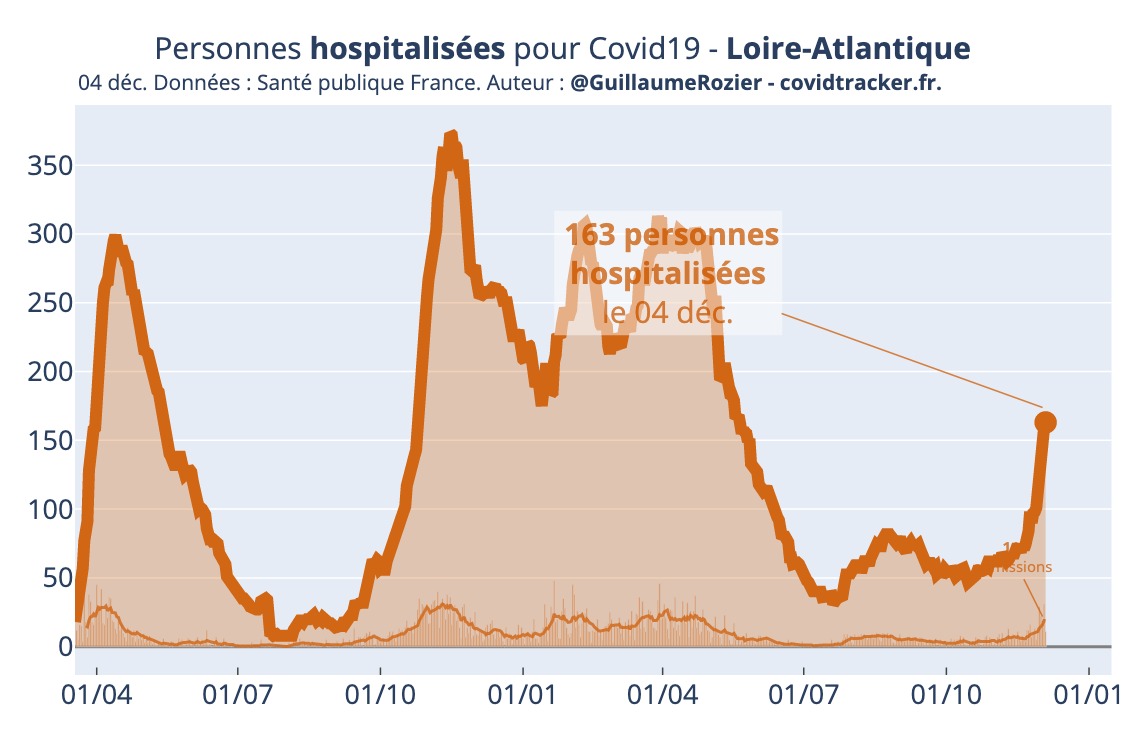 Personnes hospitalisées pour Covid19 - Loire-Atlantique
04 déc. Données : Santé publique France. Auteur : @GuillaumeRozier - covidtracker.fr.
350
300
250
200
150
100
50
0
163 personnes
hospitalisées
le 04 déc.
01/04 01/07 01/10 01/01 01/04 01/07 01/10 01/01